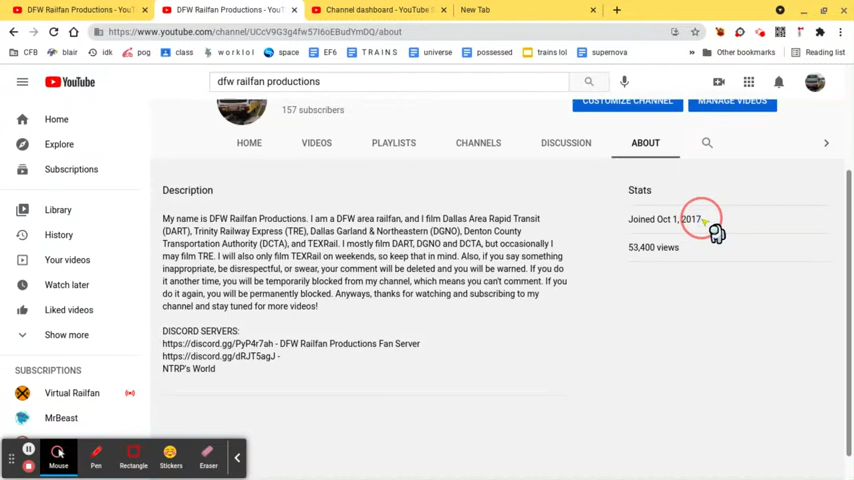 DFW Railfan Productions - YouT
DFW Railfan Productions - YouT
Channel dashboard - YouTube S
New Tab
https://www.youtube.com/channel/UCcV9G3g4fw57I6oEBudYmDQ/about
CFB
blair
idk
pog
class
w o r k l o l
space
EF6
T R A I N S
universe
possessed
trains lol
supernova
Other bookmarks
Reading list
YouTube
dfw railfan productions
157 subscribers
CUSTOMIZE CHANNEL
MANAGE VIDEOS
HOME
VIDEOS
PLAYLISTS
CHANNELS
DISCUSSION
ABOUT
Home
Explore
Subscriptions
Library
History
Your videos
Watch later
Liked videos
Show more
SUBSCRIPTIONS
Virtual Railfan
MrBeast
Description
My name is DFW Railfan Productions. I am a DFW area railfan, and I film Dallas Area Rapid Transit
(DART), Trinity Railway Express (TRE), Dallas Garland & Northeastern (DGNO), Denton County
Transportation Authority (DCTA), and TEXRail. I mostly film DART, DGNO and DCTA, but occasionally I
may film TRE. I will also only film TEXRail on weekends, so keep that in mind. Also, if you say something
inappropriate, be disrespectful, or swear, your comment will be deleted and you will be warned. If you do
it another time, you will be temporarily blocked from my channel, which means you can't comment. If you
do it again, you will be permanently blocked. Anyways, thanks for watching and subscribing to my
channel and stay tuned for more videos!
DISCORD SERVERS:
https://discord.gg/PyP4r7ah - DFW Railfan Productions Fan Server
https://discord.gg/dRJT5agJ -
NTRP's World
Stats
Joined Oct 1, 2017
53,400 views
Mouse
Pen
Rectangle
Stickers
Eraser